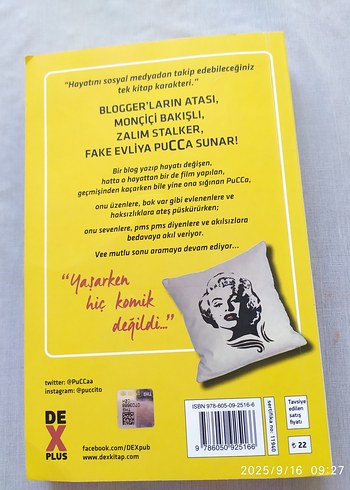 “Hayatını sosyal medyadan takip edebileceğiniz
tek kitap karakteri.”
BLOGGER'LARIN ATASI,
MONÇİÇİ BAKIŞLI,
ZALIM STALKER,
FAKE EVLİYA PUCCA SUNAR!
Bir blog yazıp hayatı değişen,
hatta o hayattan bir de film yapılan,
geçmişinden kaçarken bile yine ona sığınan PuCCa,
onu üzenlere, bok var gibi evlenenlere ve
haksızlıklara ateş püskürürken;
onu sevenlere, pms pms diyenlere ve akılsızlara
bedavaya akıl veriyor.
Vee mutlu sonu aramaya devam ediyor...
“Yaşarken
hiç komik
değildi...”
twitter: @PuCCaa
instagram: @puccito
DEX
PLUS
facebook.com/DEXpub
www.dexkitap.com
ISBN 978-605-09-2516-6
9 786050 925166
sertifika no: 11940
Tavsiye
edilen
satış
fiyatı
₺ 22
2025/9/16 09:27